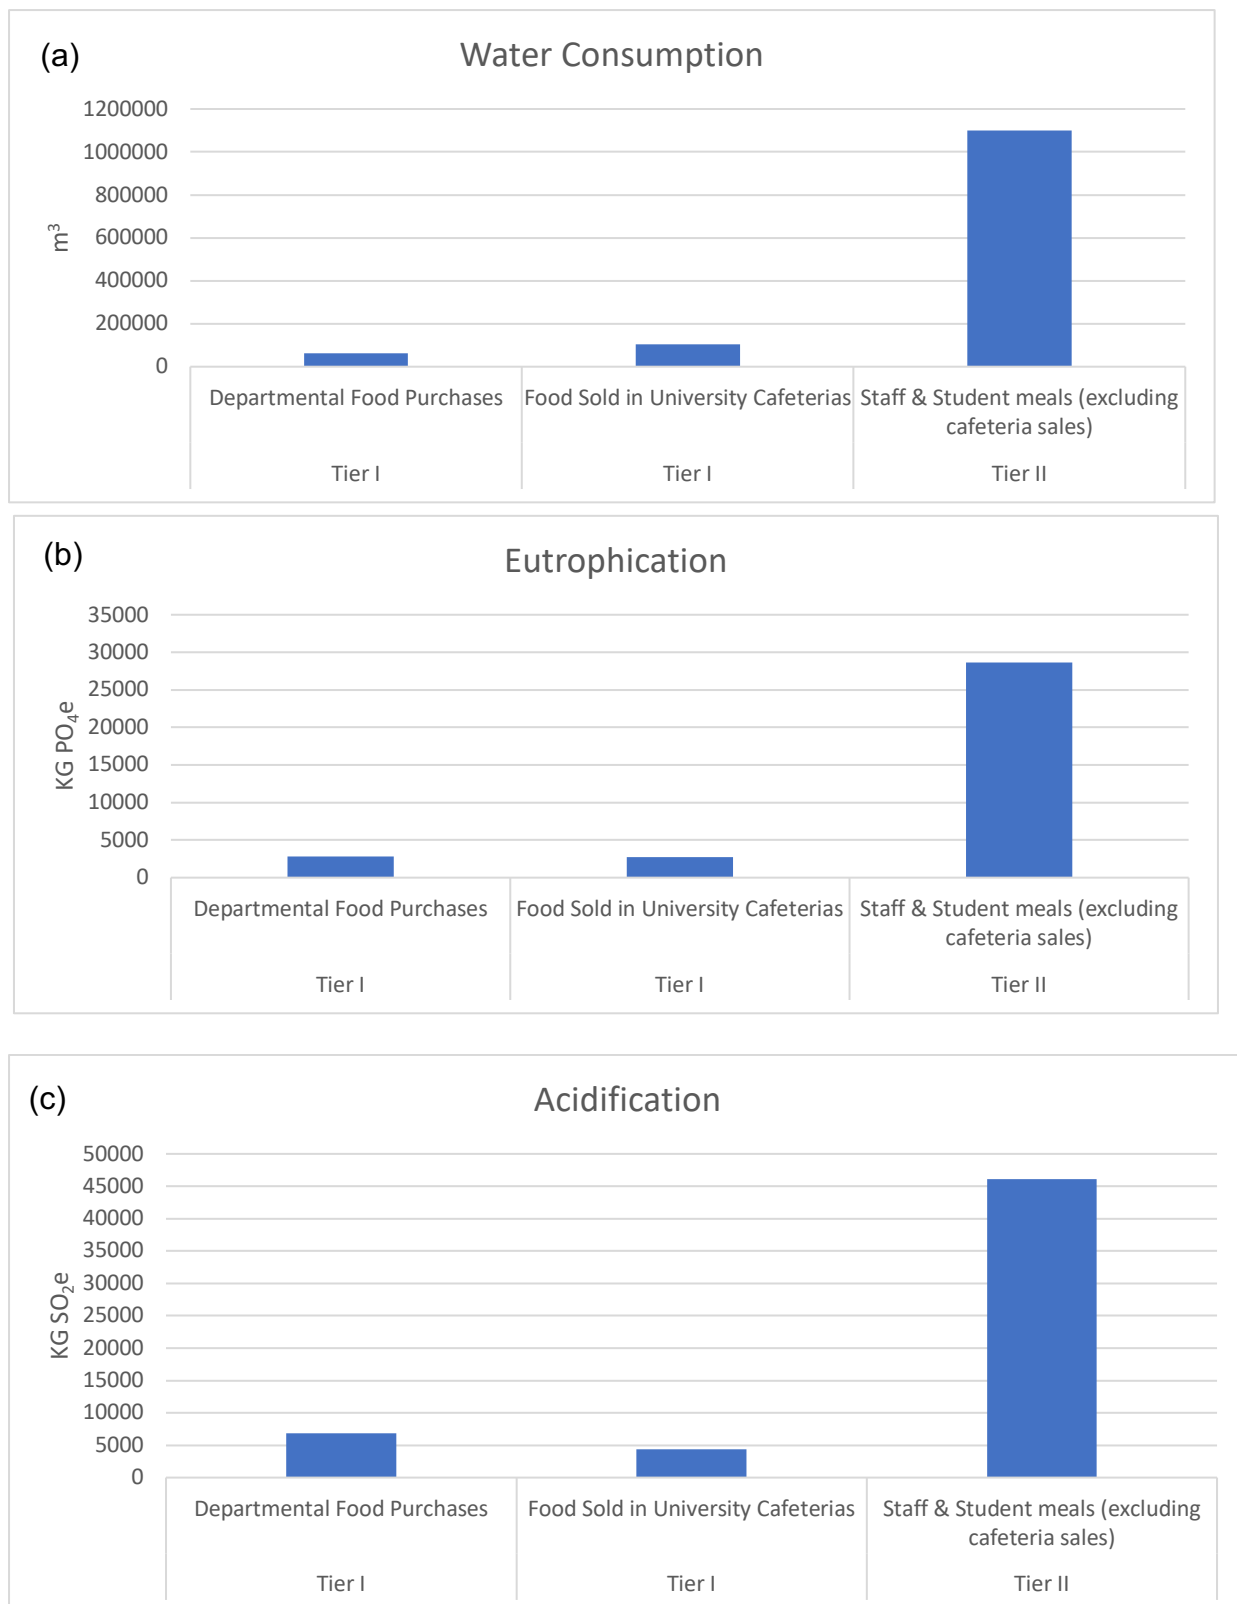 (a)
Water Consumption
1200000
1000000
800000
600000
400000
200000
0
m³
Departmental Food Purchases
Food Sold in University Cafeterias
Staff & Student meals (excluding
cafeteria sales)
Tier I
Tier I
Tier II
(b)
Eutrophication
35000
30000
25000
20000
15000
10000
5000
0
KG PO₄e
Departmental Food Purchases
Food Sold in University Cafeterias
Staff & Student meals (excluding
cafeteria sales)
Tier I
Tier I
Tier II
(c)
Acidification
50000
45000
40000
35000
30000
25000
20000
15000
10000
5000
0
KG SO₂e
Departmental Food Purchases
Food Sold in University Cafeterias
Staff & Student meals (excluding
cafeteria sales)
Tier I
Tier I
Tier II